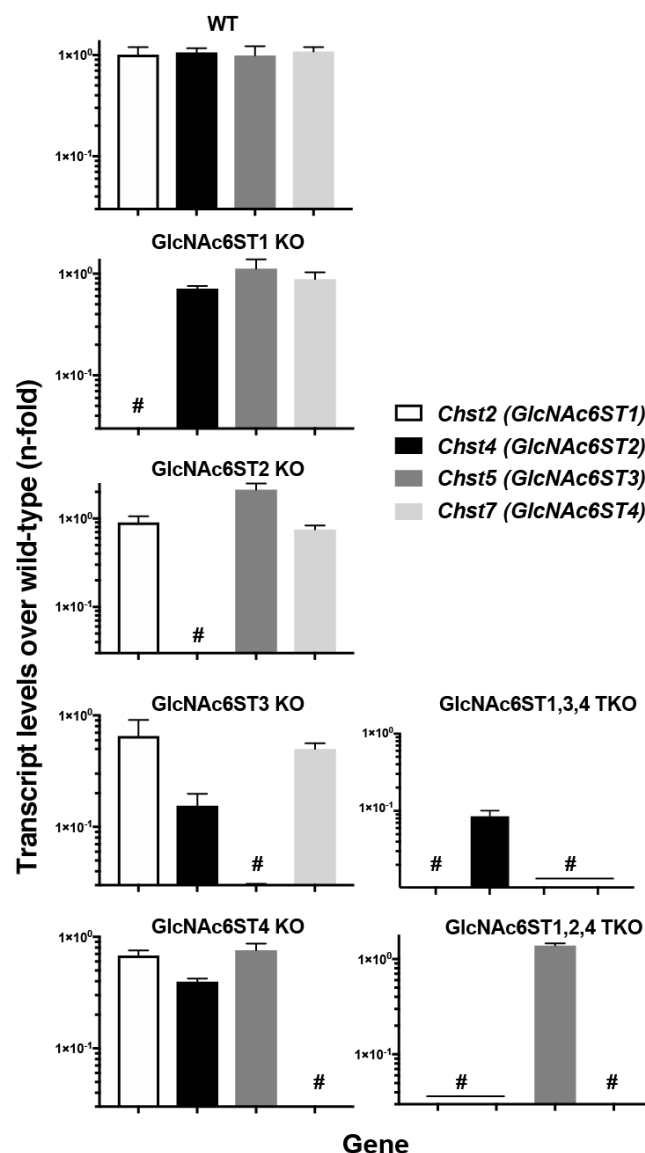 WT
1×10⁰
1×10⁻¹
GlcNAc6ST1 KO
1×10⁰
1×10⁻¹
#
GlcNAc6ST2 KO
1×10⁰
1×10⁻¹
#
GlcNAc6ST3 KO
1×10⁰
1×10⁻¹
#
GlcNAc6ST4 KO
1×10⁰
1×10⁻¹
#
Transcript levels over wild-type (n-fold)
Chst2 (GlcNAc6ST1)
Chst4 (GlcNAc6ST2)
Chst5 (GlcNAc6ST3)
Chst7 (GlcNAc6ST4)
GlcNAc6ST1,3,4 TKO
1×10⁰
1×10⁻¹
# #
GlcNAc6ST1,2,4 TKO
1×10⁰
1×10⁻¹
# #
Gene